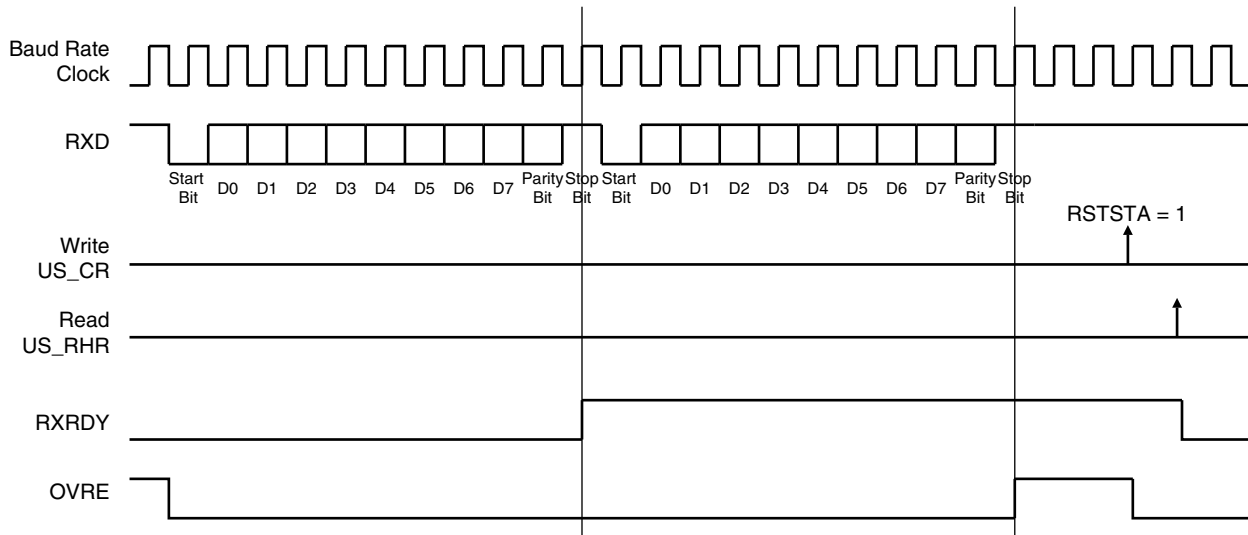 Baud Rate
Clock
RXD
Start
Bit
D0 D1 D2 D3 D4 D5 D6 D7
Parity
Bit
Stop
Bit
Start
Bit
D0 D1 D2 D3 D4 D5 D6 D7
Parity
Bit
Stop
Bit
RSTSTA = 1
Write
US_CR
Read
US_RHR
RXRDY
OVRE